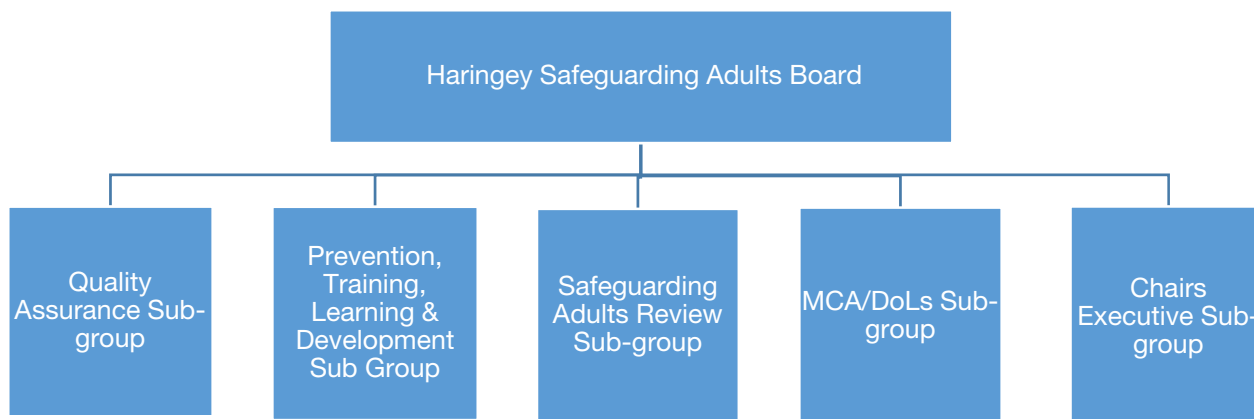 Haringey Safeguarding Adults Board
Quality
Assurance Sub-
group
Prevention,
Training,
Learning &
Development
Sub Group
Safeguarding
Adults Review
Sub-group
MCA/DoLs Sub-
group
Chairs
Executive Sub-
group